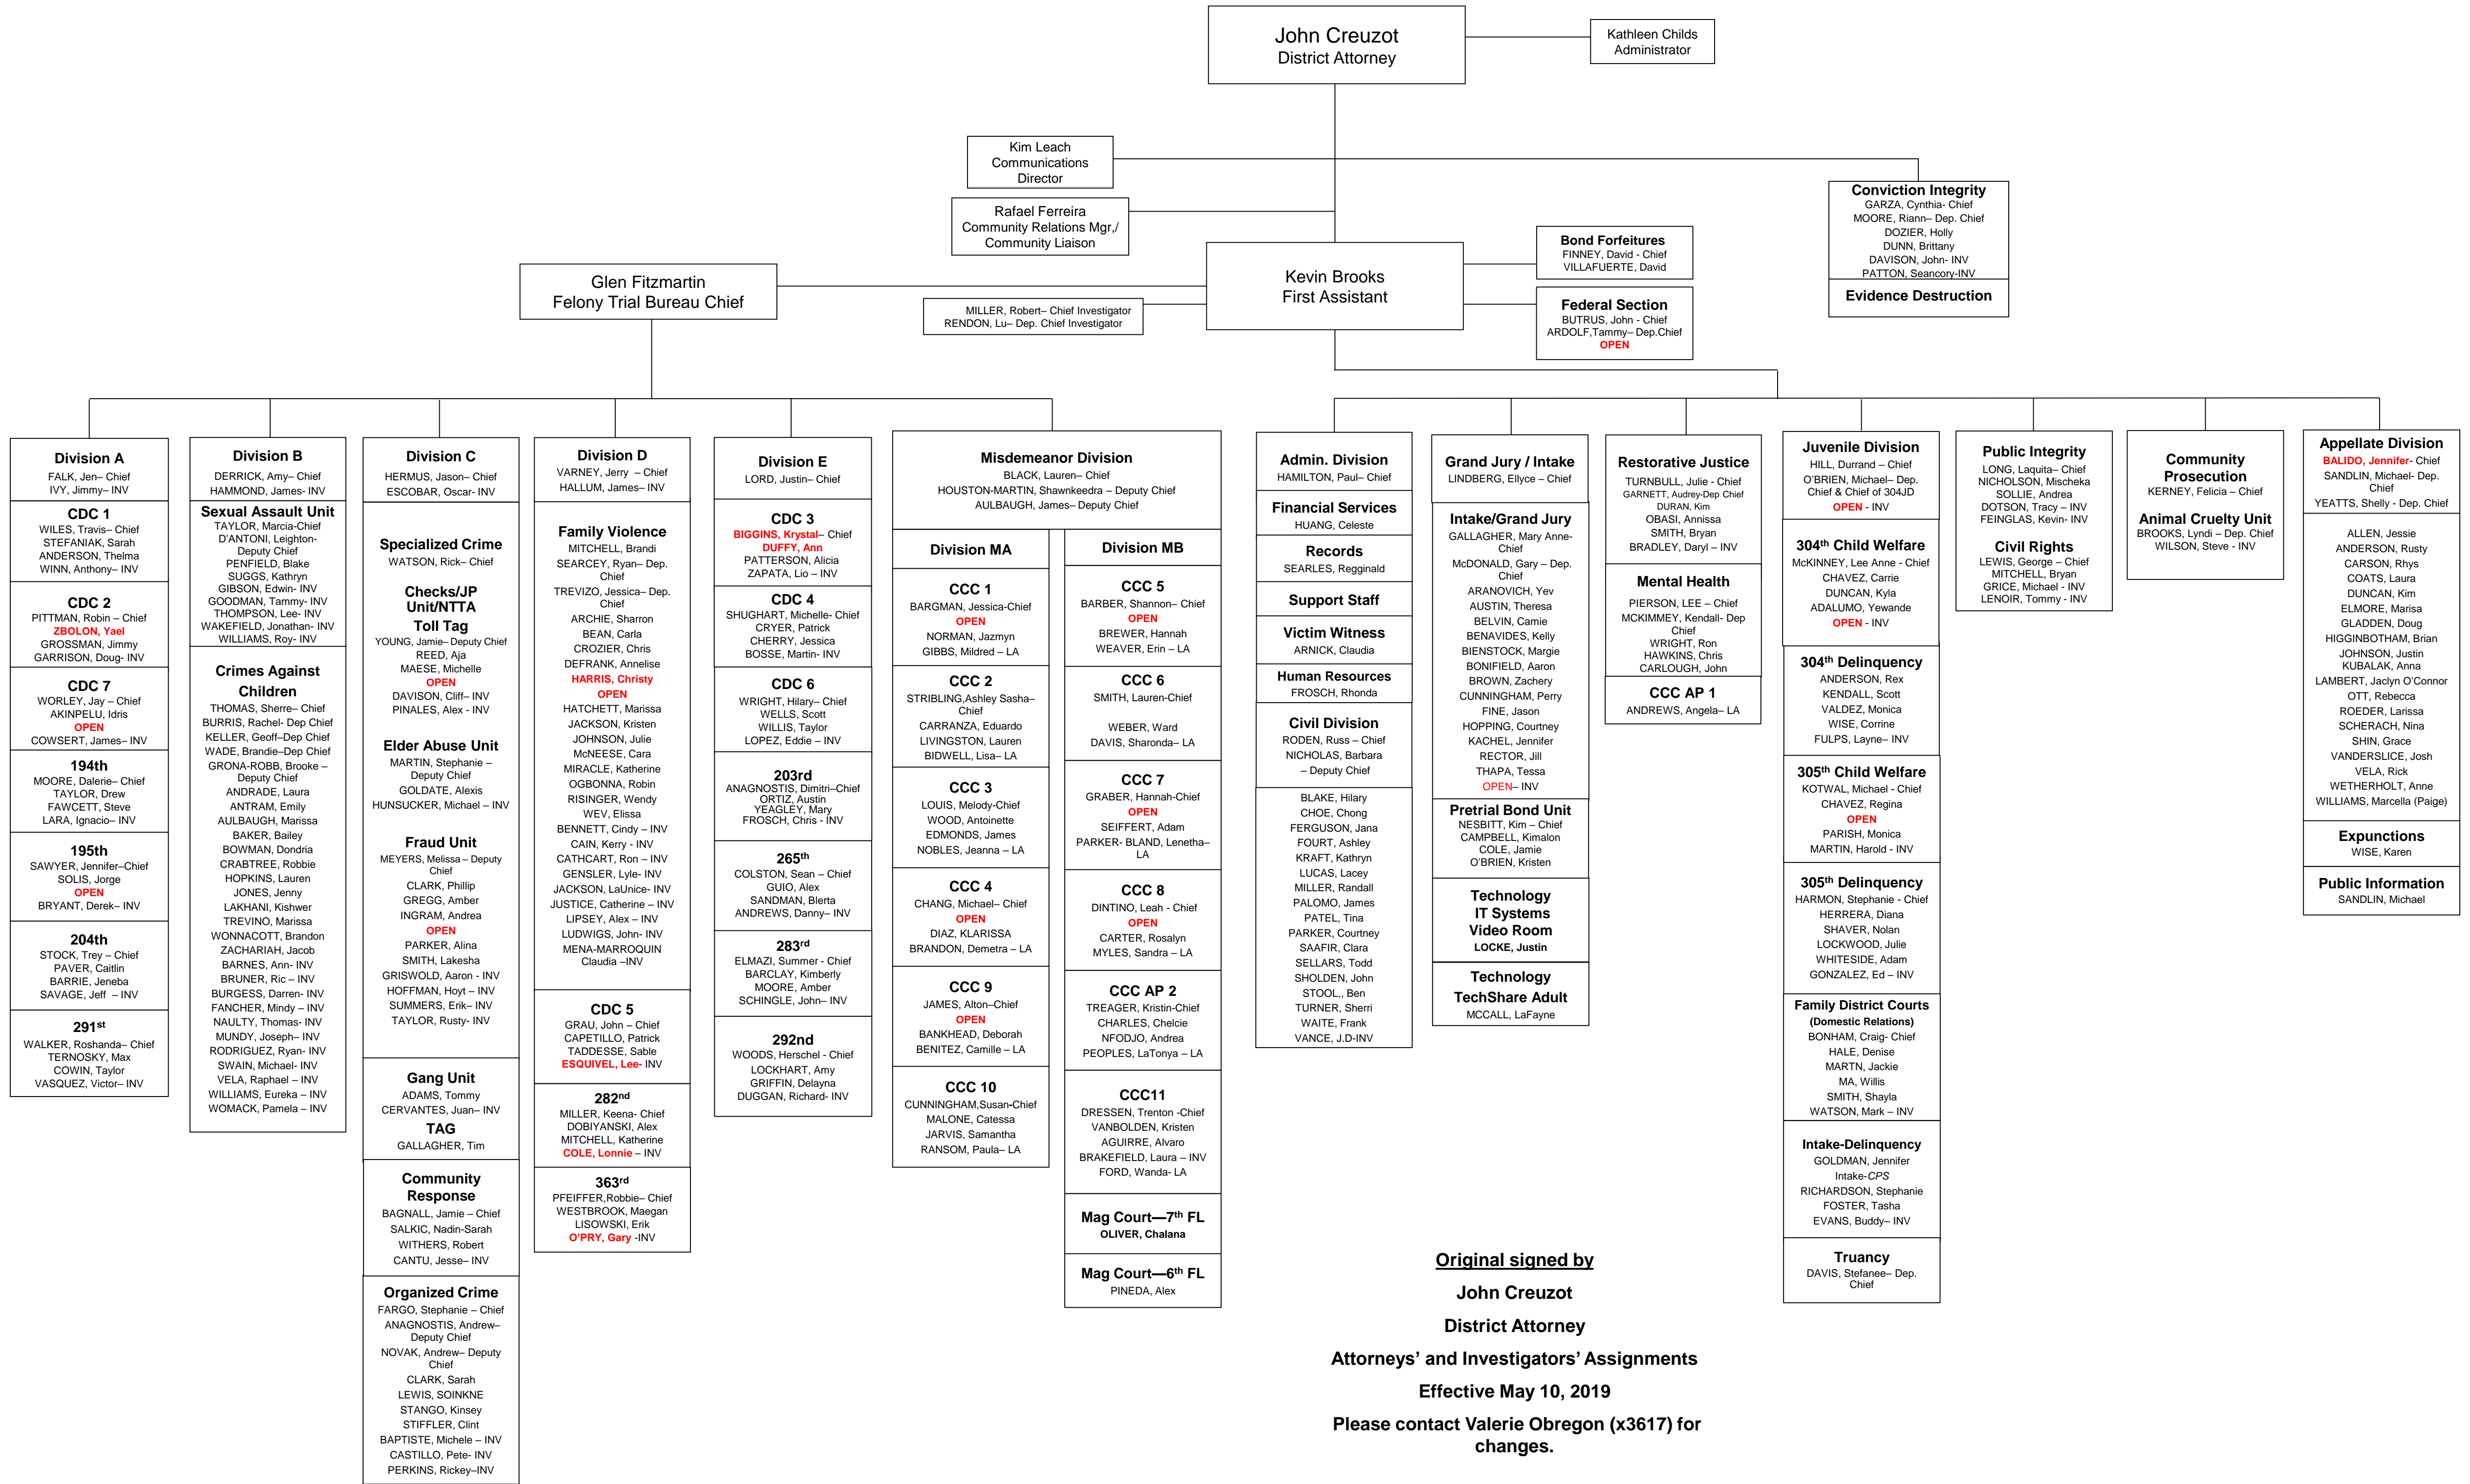 John Creuzot
District Attorney
Kathleen Childs
Administrator
Kim Leach
Communications
Director
Rafael Ferreira
Community Relations Mgr,/
Community Liaison
Conviction Integrity
GARZA, Cynthia- Chief
MOORE, Riann– Dep. Chief
DOZIER, Holly
DUNN, Brittany
DAVISON, John- INV
PATTON, Seancory-INV
Evidence Destruction
Glen Fitzmartin
Felony Trial Bureau Chief
Kevin Brooks
First Assistant
MILLER, Robert– Chief Investigator
RENDON, Lu– Dep. Chief Investigator
Bond Forfeitures
FINNEY, David - Chief
VILLAFUERTE, David
Federal Section
BUTRUS, John - Chief
ARDOLF,Tammy– Dep.Chief
OPEN
Division A
FALK, Jen– Chief
IVY, Jimmy– INV
CDC 1
WILES, Travis– Chief
STEFANIAK, Sarah
ANDERSON, Thelma
WINN, Anthony– INV
CDC 2
PITTMAN, Robin – Chief
ZBOLON, Yael
GROSSMAN, Jimmy
GARRISON, Doug- INV
CDC 7
WORLEY, Jay – Chief
AKINPELU, Idris
OPEN
COWSERT, James– INV
194th
MOORE, Dalerie– Chief
TAYLOR, Drew
FAWCETT, Steve
LARA, Ignacio– INV
195th
SAWYER, Jennifer–Chief
SOLIS, Jorge
OPEN
BRYANT, Derek– INV
204th
STOCK, Trey – Chief
PAVER, Caitlin
BARRIE, Jeneba
SAVAGE, Jeff – INV
291st
WALKER, Roshanda– Chief
TERNOSKY, Max
COWIN, Taylor
VASQUEZ, Victor– INV
Division B
DERRICK, Amy– Chief
HAMMOND, James- INV
Sexual Assault Unit
TAYLOR, Marcia-Chief
D'ANTONI, Leighton-
Deputy Chief
PENFIELD, Blake
SUGGS, Kathryn
GIBSON, Edwin- INV
GOODMAN, Tammy- INV
THOMPSON, Lee- INV
WAKEFIELD, Jonathan- INV
WILLIAMS, Roy- INV
Crimes Against
Children
THOMAS, Sherre– Chief
BURRIS, Rachel- Dep Chief
KELLER, Geoff–Dep Chief
WADE, Brandie–Dep Chief
GRONA-ROBB, Brooke –
Deputy Chief
ANDRADE, Laura
ANTRAM, Emily
AULBAUGH, Marissa
BAKER, Bailey
BOWMAN, Dondria
CRABTREE, Robbie
HOPKINS, Lauren
JONES, Jenny
LAKHANI, Kishwer
TREVINO, Marissa
WONNACOTT, Brandon
ZACHARIAH, Jacob
BARNES, Ann- INV
BRUNER, Ric – INV
BURGESS, Darren- INV
FANCHER, Mindy – INV
NAULTY, Thomas- INV
MUNDY, Joseph– INV
RODRIGUEZ, Ryan- INV
SWAIN, Michael- INV
VELA, Raphael – INV
WILLIAMS, Eureka – INV
WOMACK, Pamela – INV
Division C
HERMUS, Jason– Chief
ESCOBAR, Oscar- INV
Specialized Crime
WATSON, Rick– Chief
Checks/JP
Unit/NTTA
Toll Tag
YOUNG, Jamie– Deputy Chief
REED, Aja
MAESE, Michelle
OPEN
DAVISON, Cliff– INV
PINALES, Alex - INV
Elder Abuse Unit
MARTIN, Stephanie –
Deputy Chief
GOLDATE, Alexis
HUNSUCKER, Michael – INV
Fraud Unit
MEYERS, Melissa – Deputy
Chief
CLARK, Phillip
GREGG, Amber
INGRAM, Andrea
OPEN
PARKER, Alina
SMITH, Lakesha
GRISWOLD, Aaron - INV
HOFFMAN, Hoyt – INV
SUMMERS, Erik– INV
TAYLOR, Rusty- INV
Gang Unit
ADAMS, Tommy
CERVANTES, Juan– INV
TAG
GALLAGHER, Tim
Community
Response
BAGNALL, Jamie – Chief
SALKIC, Nadin-Sarah
WITHERS, Robert
CANTU, Jesse– INV
Organized Crime
FARGO, Stephanie – Chief
ANAGNOSTIS, Andrew–
Deputy Chief
NOVAK, Andrew– Deputy
Chief
CLARK, Sarah
LEWIS, SOINKNE
STANGO, Kinsey
STIFFLER, Clint
BAPTISTE, Michele – INV
CASTILLO, Pete- INV
PERKINS, Rickey–INV
Division D
VARNEY, Jerry – Chief
HALLUM, James– INV
Family Violence
MITCHELL, Brandi
SEARCEY, Ryan– Dep.
Chief
TREVIZO, Jessica– Dep.
Chief
ARCHIE, Sharron
BEAN, Carla
CROZIER, Chris
DEFRANK, Annelise
HARRIS, Christy
OPEN
HATCHETT, Marissa
JACKSON, Kristen
JOHNSON, Julie
McNEESE, Cara
MIRACLE, Katherine
OGBONNA, Robin
RISINGER, Wendy
WEV, Elissa
BENNETT, Cindy – INV
CAIN, Kerry - INV
CATHCART, Ron – INV
GENSLER, Lyle- INV
JACKSON, LaUnice- INV
JUSTICE, Catherine – INV
LIPSEY, Alex – INV
LUDWIGS, John- INV
MENA-MARROQUIN
Claudia –INV
CDC 5
GRAU, John – Chief
CAPETILLO, Patrick
TADDESSE, Sable
ESQUIVEL, Lee- INV
282nd
MILLER, Keena- Chief
DOBIYANSKI, Alex
MITCHELL, Katherine
COLE, Lonnie – INV
363rd
PFEIFFER,Robbie– Chief
WESTBROOK, Maegan
LISOWSKI, Erik
O'PRY, Gary -INV
Division E
LORD, Justin– Chief
CDC 3
BIGGINS, Krystal– Chief
DUFFY, Ann
PATTERSON, Alicia
ZAPATA, Lio – INV
CDC 4
SHUGHART, Michelle- Chief
CRYER, Patrick
CHERRY, Jessica
BOSSE, Martin- INV
CDC 6
WRIGHT, Hilary– Chief
WELLS, Scott
WILLIS, Taylor
LOPEZ, Eddie – INV
203rd
ANAGNOSTIS, Dimitri–Chief
ORTIZ, Austin
YEAGLEY, Mary
FROSCH, Chris - INV
265th
COLSTON, Sean – Chief
GUIO, Alex
SANDMAN, Blerta
ANDREWS, Danny– INV
283rd
ELMAZI, Summer - Chief
BARCLAY, Kimberly
MOORE, Amber
SCHINGLE, John– INV
292nd
WOODS, Herschel - Chief
LOCKHART, Amy
GRIFFIN, Delayna
DUGGAN, Richard- INV
Misdemeanor Division
BLACK, Lauren– Chief
HOUSTON-MARTIN, Shawnkeedra – Deputy Chief
AULBAUGH, James– Deputy Chief
Division MA
CCC 1
BARGMAN, Jessica-Chief
OPEN
NORMAN, Jazmyn
GIBBS, Mildred – LA
CCC 2
STRIBLING,Ashley Sasha–
Chief
CARRANZA, Eduardo
LIVINGSTON, Lauren
BIDWELL, Lisa– LA
CCC 3
LOUIS, Melody-Chief
WOOD, Antoinette
EDMONDS, James
NOBLES, Jeanna – LA
CCC 4
CHANG, Michael– Chief
OPEN
DIAZ, KLARISSA
BRANDON, Demetra – LA
CCC 9
JAMES, Alton–Chief
OPEN
BANKHEAD, Deborah
BENITEZ, Camille – LA
CCC 10
CUNNINGHAM,Susan-Chief
MALONE, Catessa
JARVIS, Samantha
RANSOM, Paula– LA
Division MB
CCC 5
BARBER, Shannon– Chief
OPEN
BREWER, Hannah
WEAVER, Erin – LA
CCC 6
SMITH, Lauren-Chief
WEBER, Ward
DAVIS, Sharonda– LA
CCC 7
GRABER, Hannah-Chief
OPEN
SEIFFERT, Adam
PARKER- BLAND, Lenetha–
LA
CCC 8
DINTINO, Leah - Chief
OPEN
CARTER, Rosalyn
MYLES, Sandra – LA
CCC AP 2
TREAGER, Kristin-Chief
CHARLES, Chelcie
NFODJO, Andrea
PEOPLES, LaTonya – LA
CCC11
DRESSEN, Trenton -Chief
VANBOLDEN, Kristen
AGUIRRE, Alvaro
BRAKEFIELD, Laura – INV
FORD, Wanda- LA
Mag Court—7th FL
OLIVER, Chalana
Mag Court—6th FL
PINEDA, Alex
Admin. Division
HAMILTON, Paul– Chief
Financial Services
HUANG, Celeste
Records
SEARLES, Regginald
Support Staff
Victim Witness
ARNICK, Claudia
Human Resources
FROSCH, Rhonda
Civil Division
RODEN, Russ – Chief
NICHOLAS, Barbara
– Deputy Chief
BLAKE, Hilary
CHOE, Chong
FERGUSON, Jana
FOURT, Ashley
KRAFT, Kathryn
LUCAS, Lacey
MILLER, Randall
PALOMO, James
PATEL, Tina
PARKER, Courtney
SAAFIR, Clara
SELLARS, Todd
SHOLDEN, John
STOOL,, Ben
TURNER, Sherri
WAITE, Frank
VANCE, J.D-INV
Grand Jury / Intake
LINDBERG, Ellyce – Chief
Intake/Grand Jury
GALLAGHER, Mary Anne-
Chief
McDONALD, Gary – Dep.
Chief
ARANOVICH, Yev
AUSTIN, Theresa
BELVIN, Camie
BENAVIDES, Kelly
BIENSTOCK, Margie
BONIFIELD, Aaron
BROWN, Zachery
CUNNINGHAM, Perry
FINE, Jason
HOPPING, Courtney
KACHEL, Jennifer
RECTOR, Jill
THAPA, Tessa
OPEN– INV
Pretrial Bond Unit
NESBITT, Kim – Chief
CAMPBELL, Kimalon
COLE, Jamie
O'BRIEN, Kristen
Technology
IT Systems
Video Room
LOCKE, Justin
Technology
TechShare Adult
MCCALL, LaFayne
Restorative Justice
TURNBULL, Julie - Chief
GARNETT, Audrey-Dep Chief
DURAN, Kim
OBASI, Annissa
SMITH, Bryan
BRADLEY, Daryl – INV
Mental Health
PIERSON, LEE – Chief
MCKIMMEY, Kendall- Dep
Chief
WRIGHT, Ron
HAWKINS, Chris
CARLOUGH, John
CCC AP 1
ANDREWS, Angela– LA
Juvenile Division
HILL, Durrand – Chief
O'BRIEN, Michael– Dep.
Chief & Chief of 304JD
OPEN - INV
304th Child Welfare
McKINNEY, Lee Anne - Chief
CHAVEZ, Carrie
DUNCAN, Kyla
ADALUMO, Yewande
OPEN - INV
304th Delinquency
ANDERSON, Rex
KENDALL, Scott
VALDEZ, Monica
WISE, Corrine
FULPS, Layne– INV
305th Child Welfare
KOTWAL, Michael - Chief
CHAVEZ, Regina
OPEN
PARISH, Monica
MARTIN, Harold - INV
305th Delinquency
HARMON, Stephanie - Chief
HERRERA, Diana
SHAVER, Nolan
LOCKWOOD, Julie
WHITESIDE, Adam
GONZALEZ, Ed – INV
Family District Courts
(Domestic Relations)
BONHAM, Craig- Chief
HALE, Denise
MARTN, Jackie
MA, Willis
SMITH, Shayla
WATSON, Mark – INV
Intake-Delinquency
GOLDMAN, Jennifer
Intake-CPS
RICHARDSON, Stephanie
FOSTER, Tasha
EVANS, Buddy– INV
Truancy
DAVIS, Stefanee– Dep.
Chief
Public Integrity
LONG, Laquita– Chief
NICHOLSON, Mischeka
SOLLIE, Andrea
DOTSON, Tracy – INV
FEINGLAS, Kevin- INV
Civil Rights
LEWIS, George – Chief
MITCHELL, Bryan
GRICE, Michael - INV
LENOIR, Tommy - INV
Community
Prosecution
KERNEY, Felicia – Chief
Animal Cruelty Unit
BROOKS, Lyndi – Dep. Chief
WILSON, Steve - INV
Appellate Division
BALIDO, Jennifer- Chief
SANDLIN, Michael- Dep.
Chief
YEATTS, Shelly - Dep. Chief
ALLEN, Jessie
ANDERSON, Rusty
CARSON, Rhys
COATS, Laura
DUNCAN, Kim
ELMORE, Marisa
GLADDEN, Doug
HIGGINBOTHAM, Brian
JOHNSON, Justin
KUBALAK, Anna
LAMBERT, Jaclyn O'Connor
OTT, Rebecca
ROEDER, Larissa
SCHERACH, Nina
SHIN, Grace
VANDERSLICE, Josh
VELA, Rick
WETHERHOLT, Anne
WILLIAMS, Marcella (Paige)
Expunctions
WISE, Karen
Public Information
SANDLIN, Michael
Original signed by
John Creuzot
District Attorney
Attorneys' and Investigators' Assignments
Effective May 10, 2019
Please contact Valerie Obregon (x3617) for
changes.